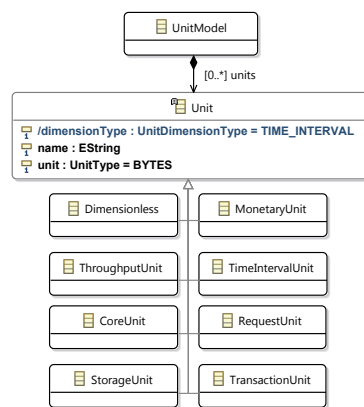 UnitModel
[0..*] units
Unit
/dimensionType : UnitDimensionType = TIME_INTERVAL
name : EString
unit : UnitType = BYTES
Dimensionless
MonetaryUnit
ThroughputUnit
TimeIntervalUnit
CoreUnit
RequestUnit
StorageUnit
TransactionUnit